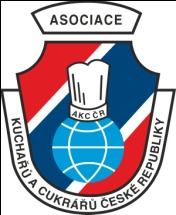 ASOCIACE
AKC ČR
KUCHAŘŮ A CUKRÁŘŮ ČESKÉ REPUBLIKY